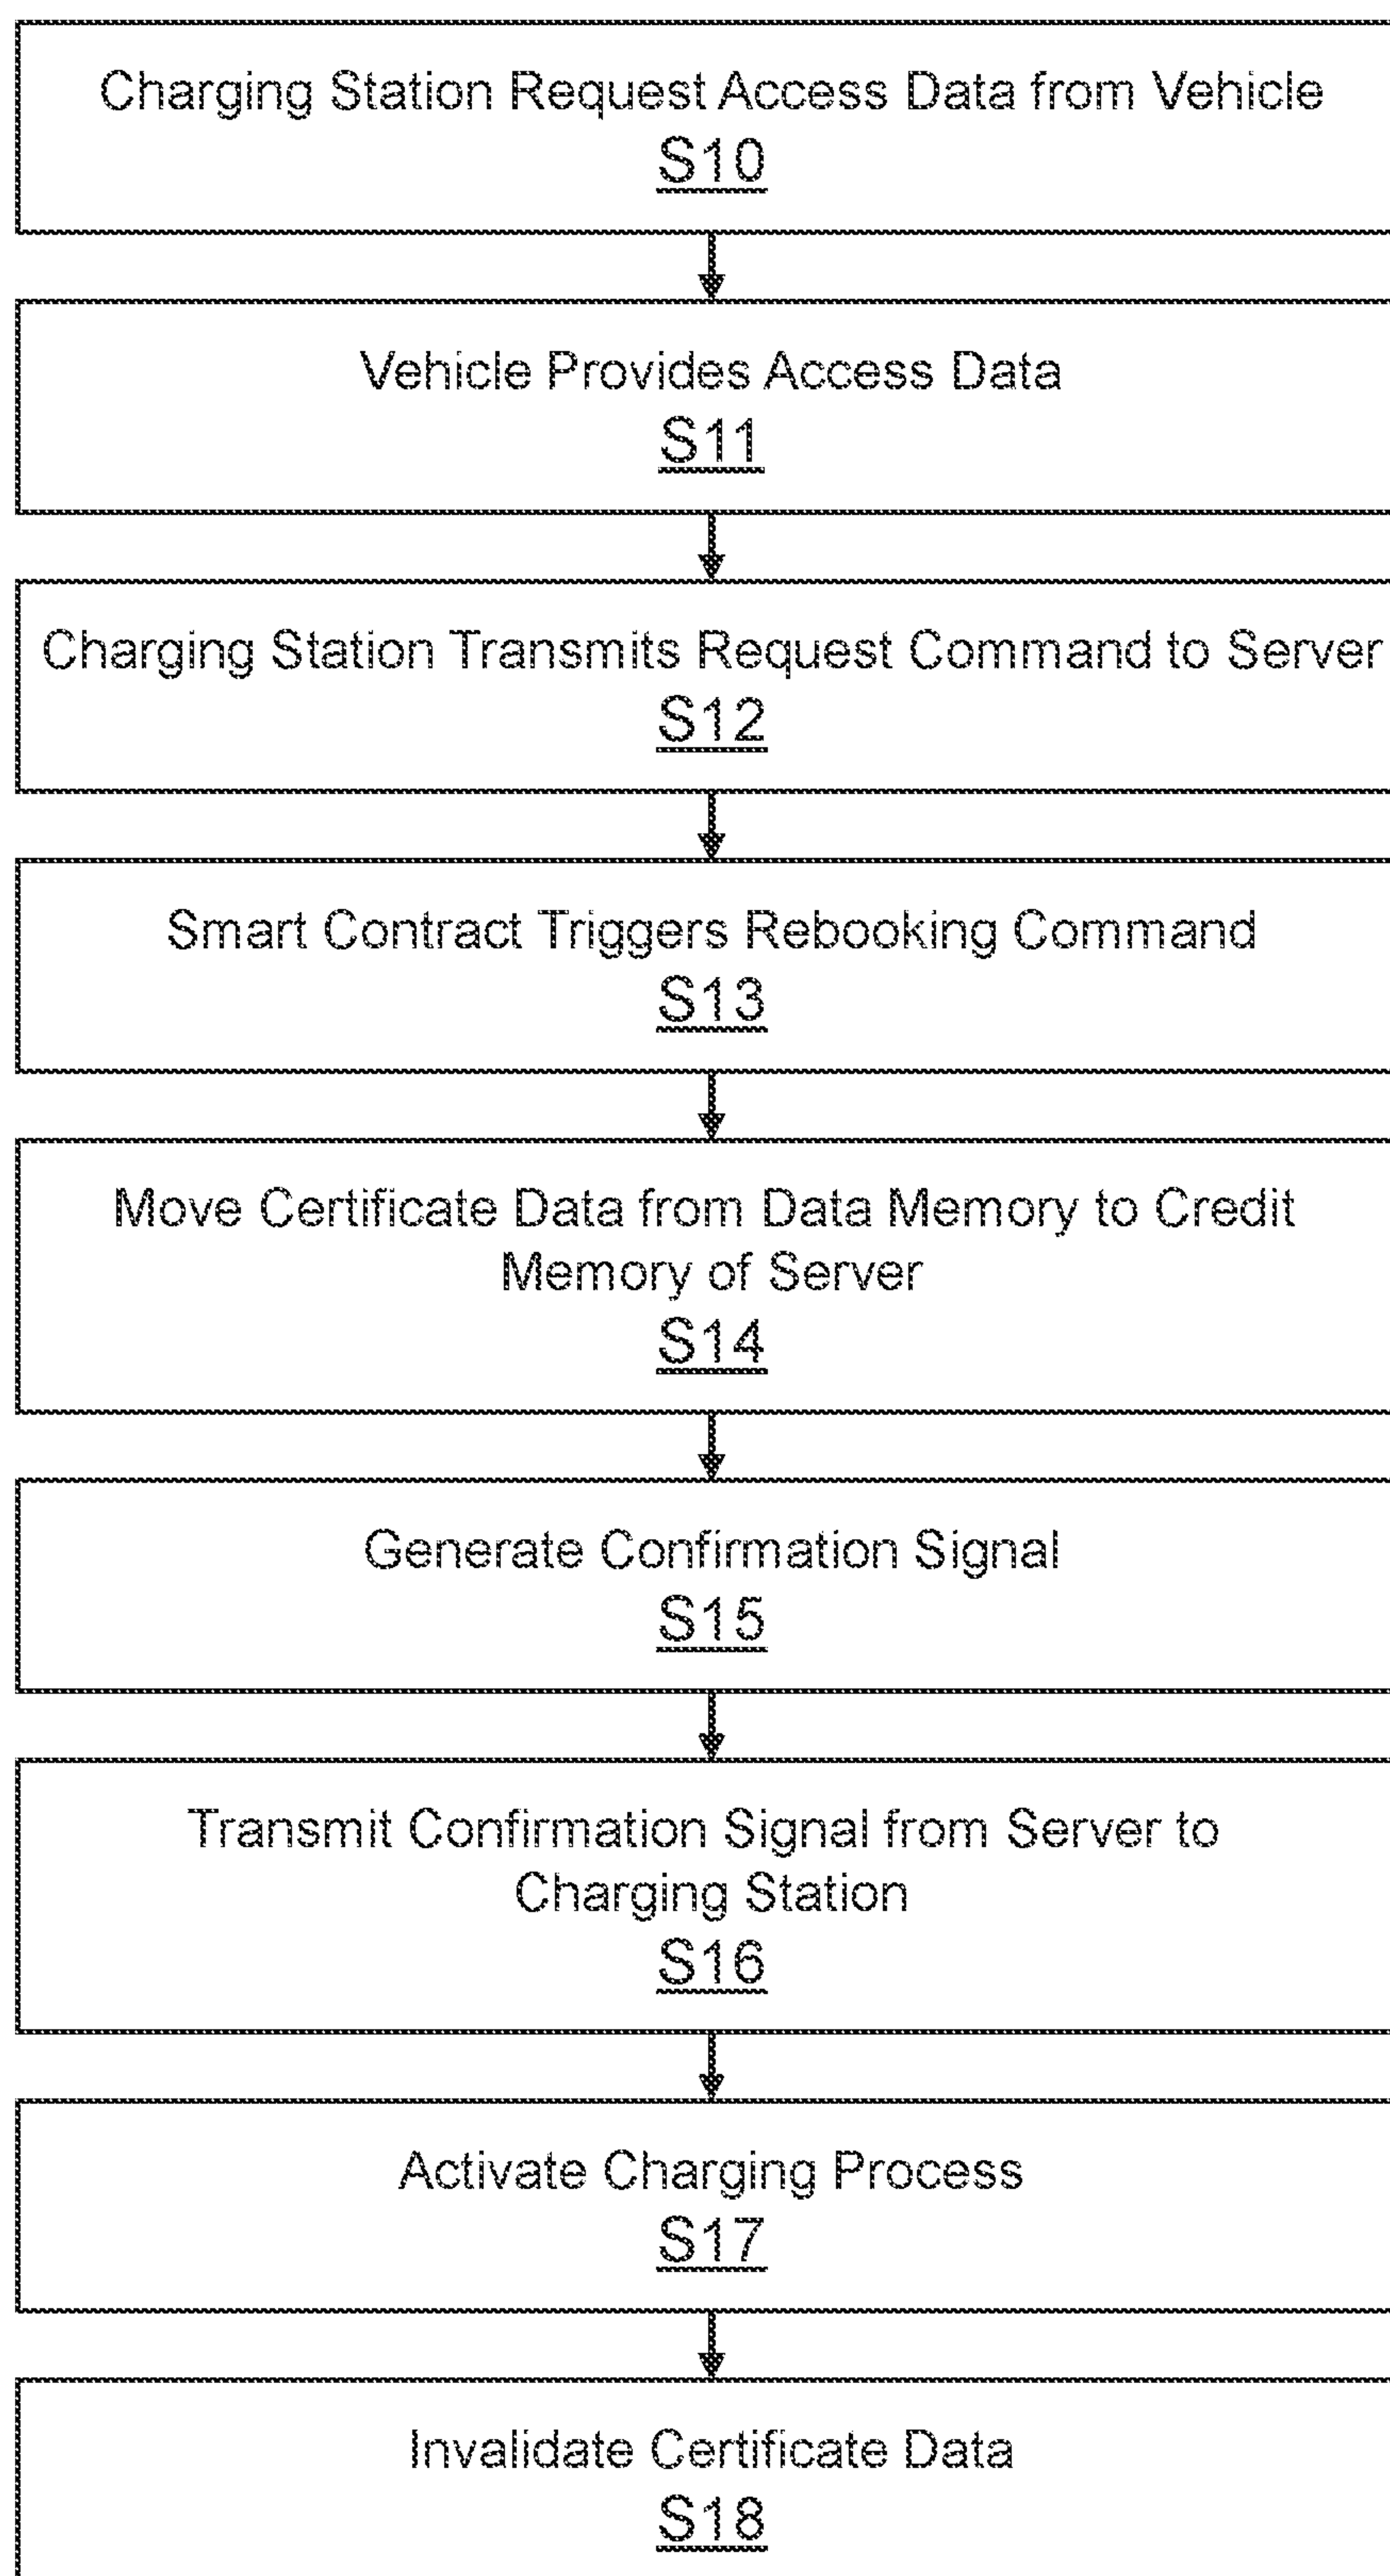 Charging Station Request Access Data from Vehicle
S10
Vehicle Provides Access Data
S11
Charging Station Transmits Request Command to Server
S12
Smart Contract Triggers Rebooking Command
S13
Move Certificate Data from Data Memory to Credit
Memory of Server
S14
Generate Confirmation Signal
S15
Transmit Confirmation Signal from Server to
Charging Station
S16
Activate Charging Process
S17
Invalidate Certificate Data
S18